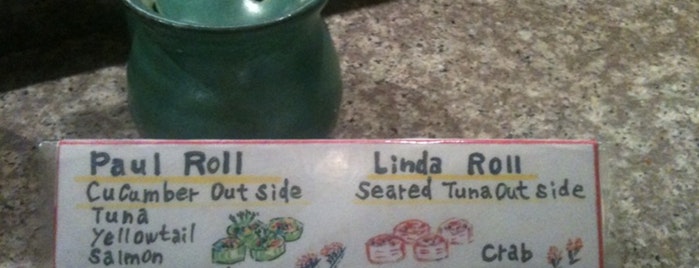 Paul Roll
CuCumber Out side
Tuna
Yellowtail
Salmon
Linda Roll
Seared Tuna Out side
Crab